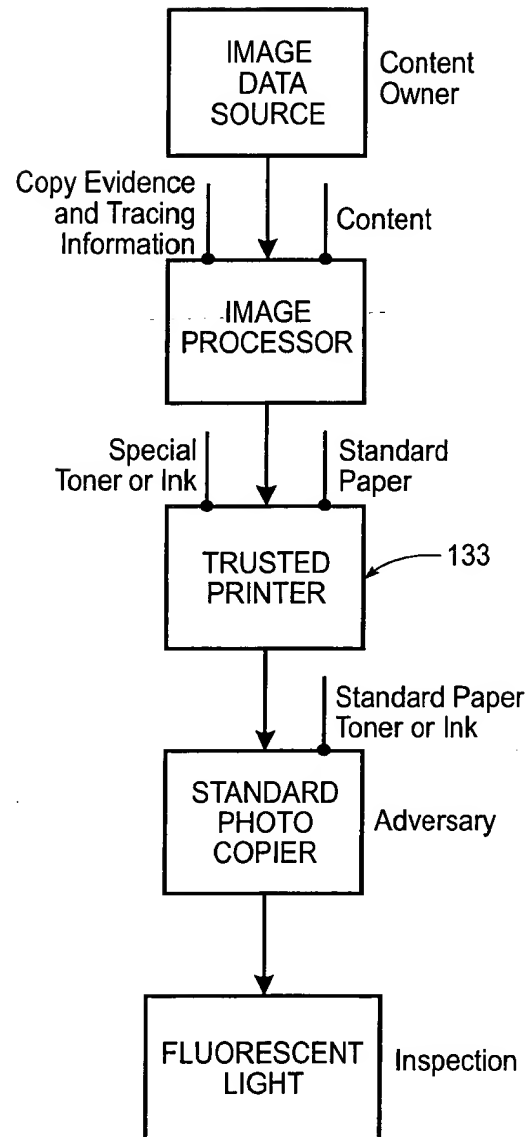 IMAGE
DATA
SOURCE
Content
Owner
Copy Evidence
and Tracing
Information
Content
IMAGE
PROCESSOR
Special
Toner or Ink
Standard
Paper
TRUSTED
PRINTER
133
Standard Paper
Toner or Ink
STANDARD
PHOTO
COPIER
Adversary
FLUORESCENT
LIGHT
Inspection